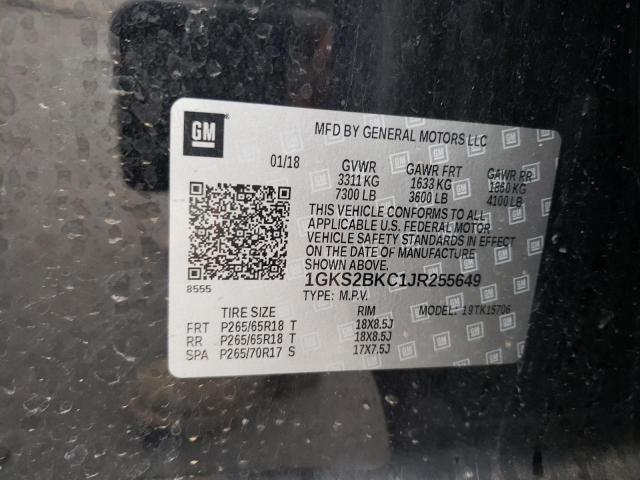 GM
MFD BY GENERAL MOTORS LLC
01/18 GVWR GAWR FRT GAWR RR
3311 KG 1633 KG 1860 KG
7300 LB 3600 LB 4100 LB
THIS VEHICLE CONFORMS TO ALL
APPLICABLE U.S. FEDERAL MOTOR
VEHICLE SAFETY STANDARDS IN EFFECT
ON THE DATE OF MANUFACTURE
SHOWN ABOVE.
8555
1GKS2BKC1JR255649
TYPE: M.P.V. MODEL: 19TK15706
TIRE SIZE RIM
FRT P265/65R18 T 18X8.5J
RR P265/65R18 T 18X8.5J
SPA P265/70R17 S 17X7.5J